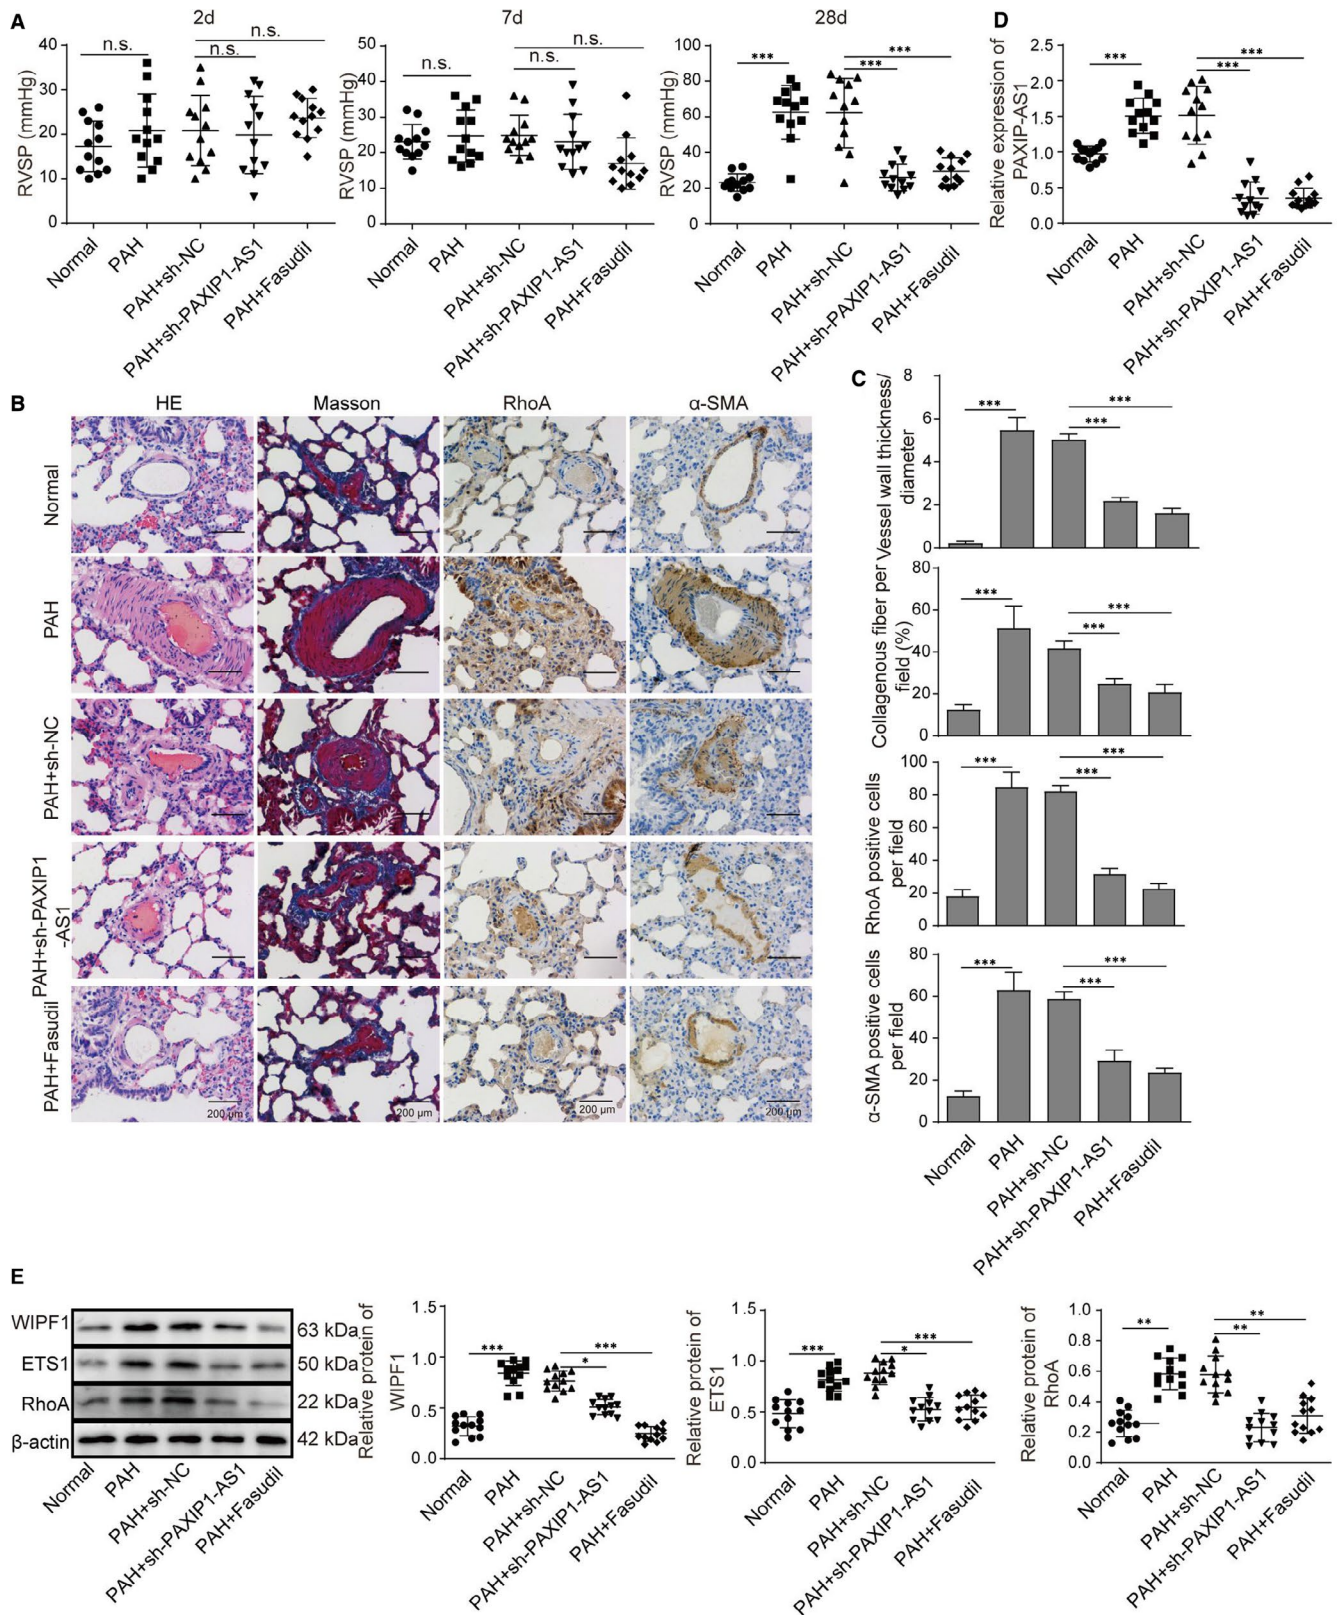 A
2d
RVSP (mmHg)
40
30
20
10
0
n.s.
n.s.
n.s.
Normal
PAH
PAH+sh-NC
PAH+sh-PAXIP1-AS1
PAH+Fasudil
7d
RVSP (mmHg)
50
40
30
20
10
0
n.s.
n.s.
n.s.
Normal
PAH
PAH+sh-NC
PAH+sh-PAXIP1-AS1
PAH+Fasudil
28d
RVSP (mmHg)
100
80
60
40
20
0
***
***
***
Normal
PAH
PAH+sh-NC
PAH+sh-PAXIP1-AS1
PAH+Fasudil
D
Relative expression of
PAXIP-AS1
2.5
2.0
1.5
1.0
0.5
0.0
***
***
***
Normal
PAH
PAH+sh-NC
PAH+sh-PAXIP1-AS1
PAH+Fasudil
B
HE
Masson
RhoA
α-SMA
Normal
PAH
PAH+sh-NC
PAH+sh-PAXIP1
-AS1
PAH+Fasudil
200 μm
200 μm
200 μm
200 μm
C
Vessel wall thickness/
diameter
8
6
4
2
0
***
***
***
Collagenous fiber per
field (%)
80
60
40
20
0
***
***
***
RhoA positive cells
per field
100
80
60
40
20
0
***
***
***
α-SMA positive cells
per field
80
60
40
20
0
***
***
***
Normal
PAH
PAH+sh-NC
PAH+sh-PAXIP1-AS1
PAH+Fasudil
E
WIPF1
63 kDa
ETS1
50 kDa
RhoA
22 kDa
β-actin
42 kDa
Normal
PAH
PAH+sh-NC
PAH+sh-PAXIP1-AS1
PAH+Fasudil
Relative protein of
WIPF1
1.5
1.0
0.5
0.0
***
***
*
Normal
PAH
PAH+sh-NC
PAH+sh-PAXIP1-AS1
PAH+Fasudil
Relative protein of
ETS1
1.5
1.0
0.5
0.0
***
***
*
Normal
PAH
PAH+sh-NC
PAH+sh-PAXIP1-AS1
PAH+Fasudil
Relative protein of
RhoA
1.0
0.8
0.6
0.4
0.2
0.0
**
**
**
Normal
PAH
PAH+sh-NC
PAH+sh-PAXIP1-AS1
PAH+Fasudil